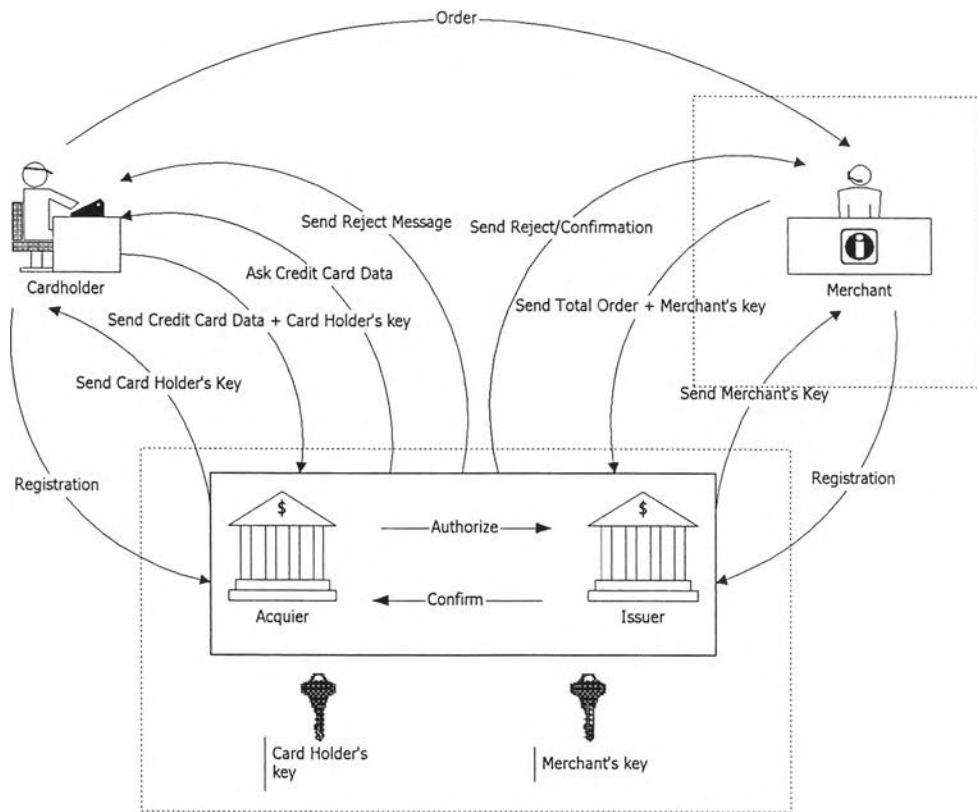 Order
Send Reject Message
Send Reject/Confirmation
Ask Credit Card Data
Cardholder
Merchant
Send Total Order + Merchant's key
Send Credit Card Data + Card Holder's key
Send Card Holder's Key
Send Merchant's Key
Registration
Registration
$
$
Authorize
Confirm
Acquier
Issuer
Card Holder's
key
Merchant's key